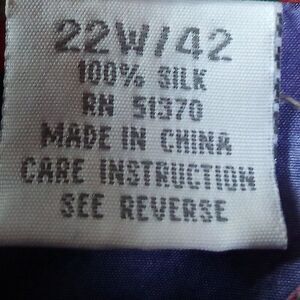 22W/42
100% SILK
RN 51370
MADE IN CHINA
CARE INSTRUCTION
SEE REVERSE